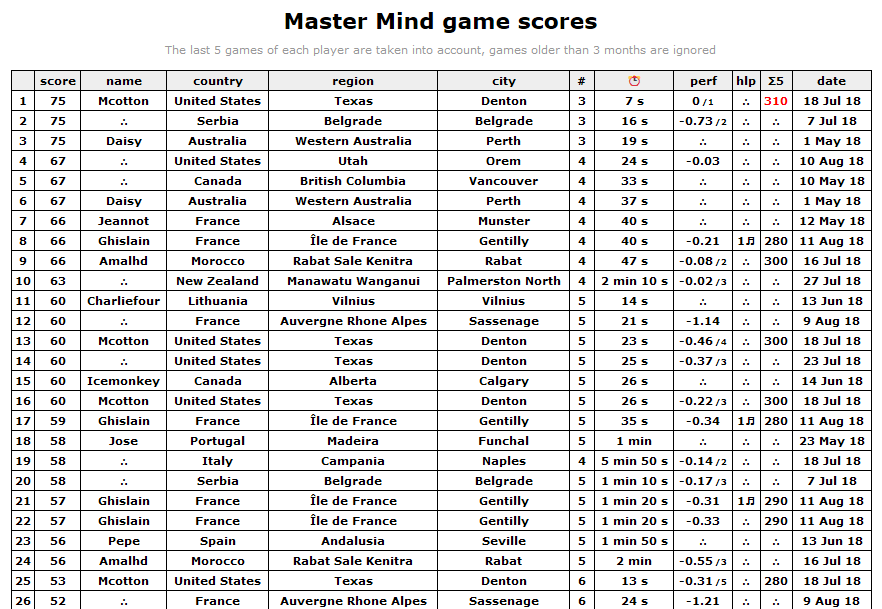 Master Mind game scores
The last 5 games of each player are taken into account, games older than 3 months are ignored
score name country region city # ⏰ perf hlp Σ5 date
1 75 Mcotton United States Texas Denton 3 7 s 0 /1 ∴ 310 18 Jul 18
2 75 ∴ Serbia Belgrade Belgrade 3 16 s -0.73 /2 ∴ ∴ 7 Jul 18
3 75 Daisy Australia Western Australia Perth 3 19 s ∴ ∴ ∴ 1 May 18
4 67 ∴ United States Utah Orem 4 24 s -0.03 ∴ ∴ 10 Aug 18
5 67 ∴ Canada British Columbia Vancouver 4 33 s ∴ ∴ ∴ 10 May 18
6 67 Daisy Australia Western Australia Perth 4 37 s ∴ ∴ ∴ 1 May 18
7 66 Jeannot France Alsace Munster 4 40 s ∴ ∴ ∴ 12 May 18
8 66 Ghislain France Île de France Gentilly 4 40 s -0.21 1♬ 280 11 Aug 18
9 66 Amalhd Morocco Rabat Sale Kenitra Rabat 4 47 s -0.08 /2 ∴ 300 16 Jul 18
10 63 ∴ New Zealand Manawatu Wanganui Palmerston North 4 2 min 10 s -0.02 /3 ∴ ∴ 27 Jul 18
11 60 Charliefour Lithuania Vilnius Vilnius 5 14 s ∴ ∴ ∴ 13 Jun 18
12 60 ∴ France Auvergne Rhone Alpes Sassenage 5 21 s -1.14 ∴ ∴ 9 Aug 18
13 60 Mcotton United States Texas Denton 5 23 s -0.46 /4 ∴ 300 18 Jul 18
14 60 ∴ United States Texas Denton 5 25 s -0.37 /3 ∴ ∴ 23 Jul 18
15 60 Icemonkey Canada Alberta Calgary 5 26 s ∴ ∴ ∴ 14 Jun 18
16 60 Mcotton United States Texas Denton 5 26 s -0.22 /3 ∴ 300 18 Jul 18
17 59 Ghislain France Île de France Gentilly 5 35 s -0.34 1♬ 280 11 Aug 18
18 58 Jose Portugal Madeira Funchal 5 1 min ∴ ∴ ∴ 23 May 18
19 58 ∴ Italy Campania Naples 4 5 min 50 s -0.14 /2 ∴ ∴ 18 Jul 18
20 58 ∴ Serbia Belgrade Belgrade 5 1 min 10 s -0.17 /3 ∴ ∴ 7 Jul 18
21 57 Ghislain France Île de France Gentilly 5 1 min 20 s -0.31 1♬ 290 11 Aug 18
22 57 Ghislain France Île de France Gentilly 5 1 min 20 s -0.33 ∴ 290 11 Aug 18
23 56 Pepe Spain Andalusia Seville 5 1 min 50 s ∴ ∴ ∴ 13 Jun 18
24 56 Amalhd Morocco Rabat Sale Kenitra Rabat 5 2 min -0.55 /3 ∴ ∴ 16 Jul 18
25 53 Mcotton United States Texas Denton 6 13 s -0.31 /5 ∴ 280 18 Jul 18
26 52 ∴ France Auvergne Rhone Alpes Sassenage 6 24 s -1.21 ∴ ∴ 9 Aug 18